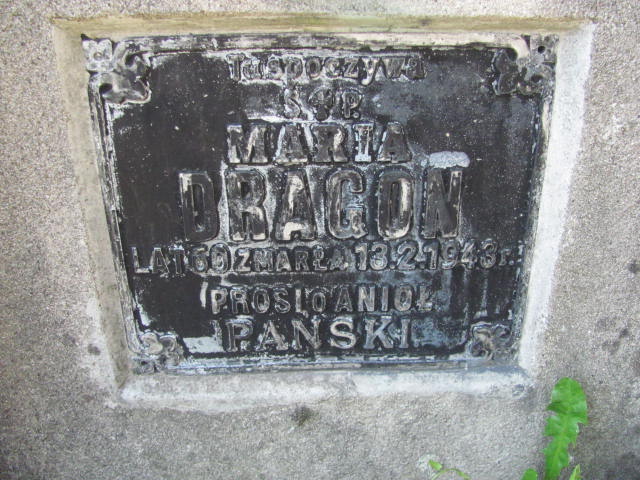 Tu spoczywa
Ś ✝ P.
MARIA
DRAGON
LAT 60 ZMARŁA 13.2.1943 r.
PROSI O ANIOŁ
PAŃSKI